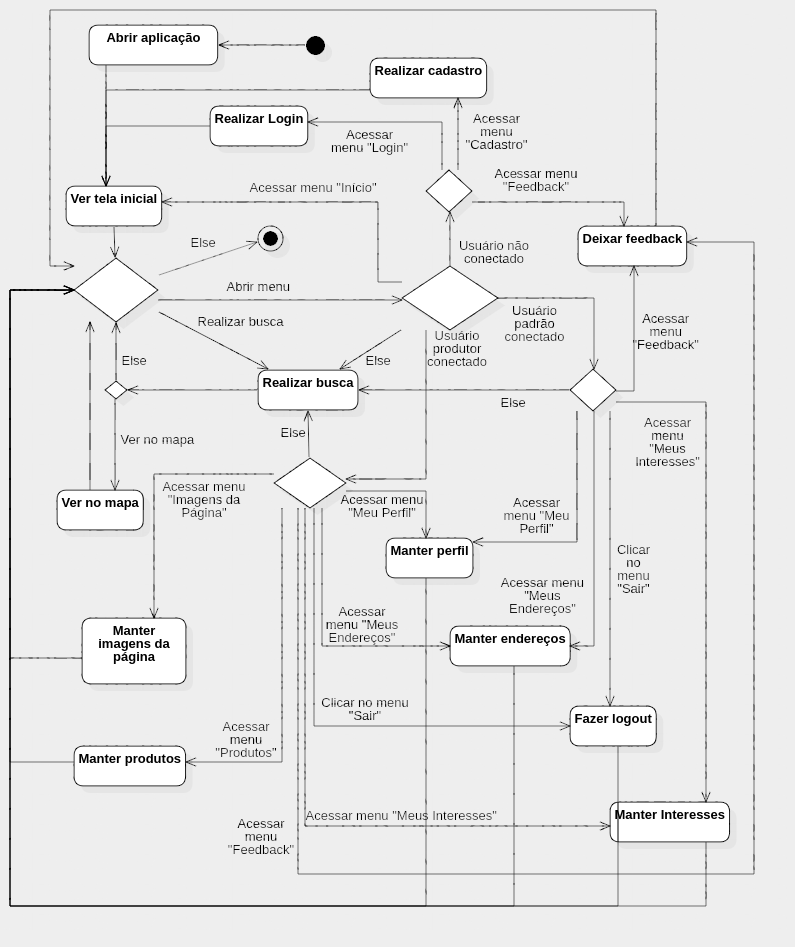 Abrir aplicação
Realizar cadastro
Realizar Login
Acessar
menu "Login"
Acessar
menu
"Cadastro"
Acessar menu
"Feedback"
Ver tela inicial
Acessar menu "Início"
Else
Deixar feedback
Usuário não
conectado
Abrir menu
Realizar busca
Usuário
padrão
conectado
Acessar
menu
"Feedback"
Usuário
produtor
conectado
Else
Else
Realizar busca
Else
Ver no mapa
Else
Acessar
menu
"Meus
Interesses"
Ver no mapa
Acessar menu
"Imagens da
Página"
Acessar menu
"Meu Perfil"
Acessar
menu "Meu
Perfil"
Manter perfil
Clicar
no
menu
"Sair"
Acessar menu
"Meus
Endereços"
Acessar
menu "Meus
Endereços"
Manter
imagens da
página
Manter endereços
Clicar no menu
"Sair"
Fazer logout
Acessar
menu
"Produtos"
Manter produtos
Acessar menu "Meus Interesses"
Manter Interesses
Acessar
menu
"Feedback"